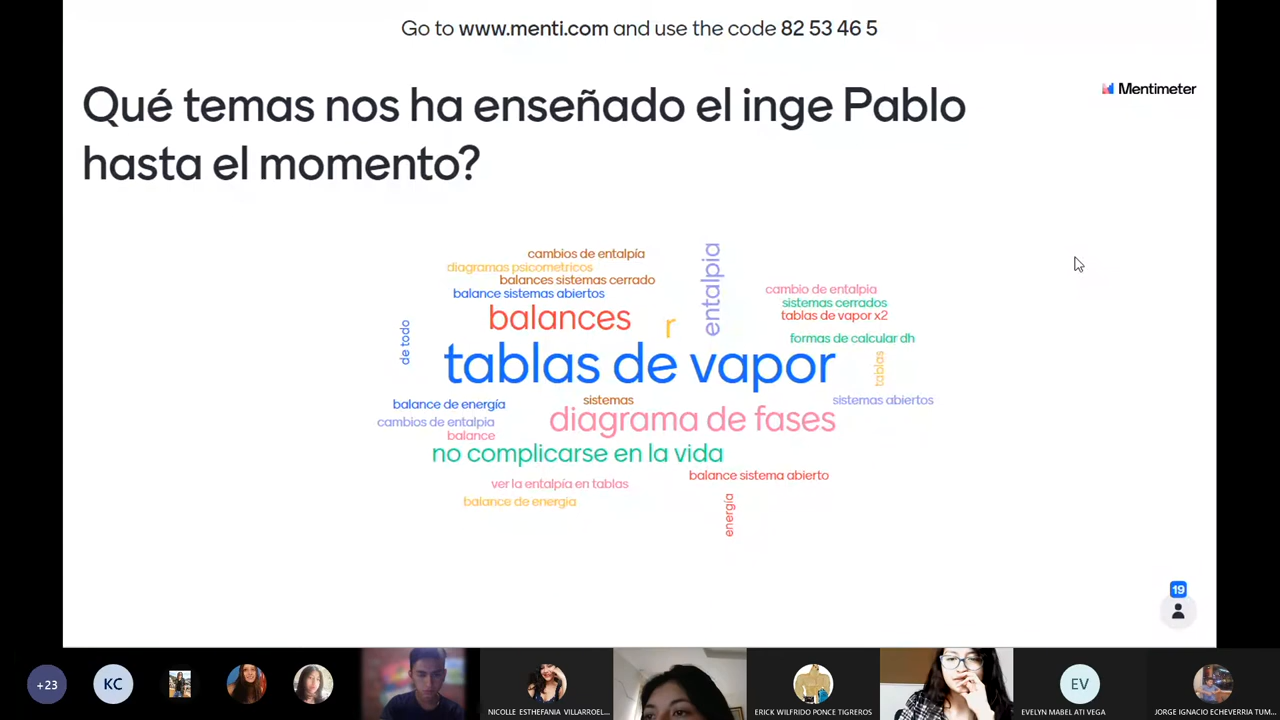 Go to www.menti.com and use the code 82 53 46 5
Mentimeter
Qué temas nos ha enseñado el inge Pablo
hasta el momento?
cambios de entalpía
diagramas psicometricos
balances sistemas cerrado
balance sistemas abiertos
balances
r
entalpia
cambio de entalpia
sistemas cerrados
tablas de vapor x2
formas de calcular dh
de todo
tablas de vapor
tablas
balance de energía
sistemas
sistemas abiertos
cambios de entalpia
diagrama de fases
balance
no complicarse en la vida
balance sistema abierto
ver la entalpía en tablas
balance de energia
energía
19
+23
KC
NICOLLE ESTHEFANIA VILLARROEL...
ERICK WILFRIDO PONCE TIGREROS
EV
EVELYN MABEL ATI VEGA
JORGE IGNACIO ECHEVERRIA TUM...